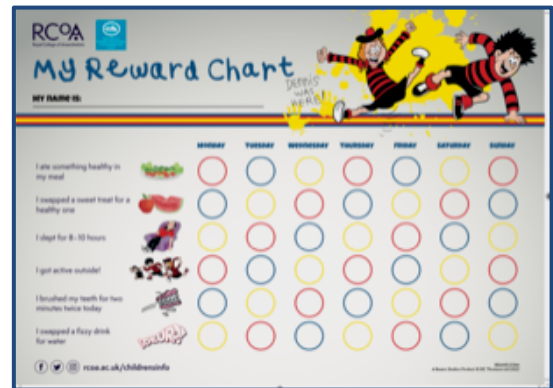 RCOA
Royal College of Anaesthetists
My Reward Chart
DENNIS
WAS
HERE!
MY NAME IS:
MONDAY TUESDAY WEDNESDAY THURSDAY FRIDAY SATURDAY SUNDAY
I ate something healthy in
my meal
I swapped a sweet treat for a
healthy one
I slept for 8-10 hours
I got active outside!
I brushed my teeth for two
minutes twice today
I swapped a fizzy drink
for water
rcoa.ac.uk/childrensinfo